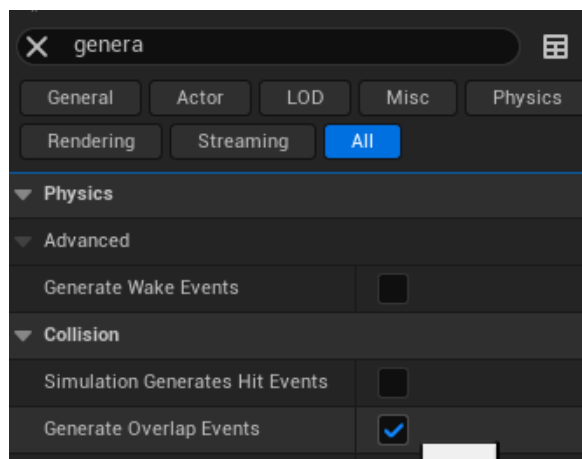 genera
General Actor LOD Misc Physics
Rendering Streaming All
Physics
Advanced
Generate Wake Events
Collision
Simulation Generates Hit Events
Generate Overlap Events